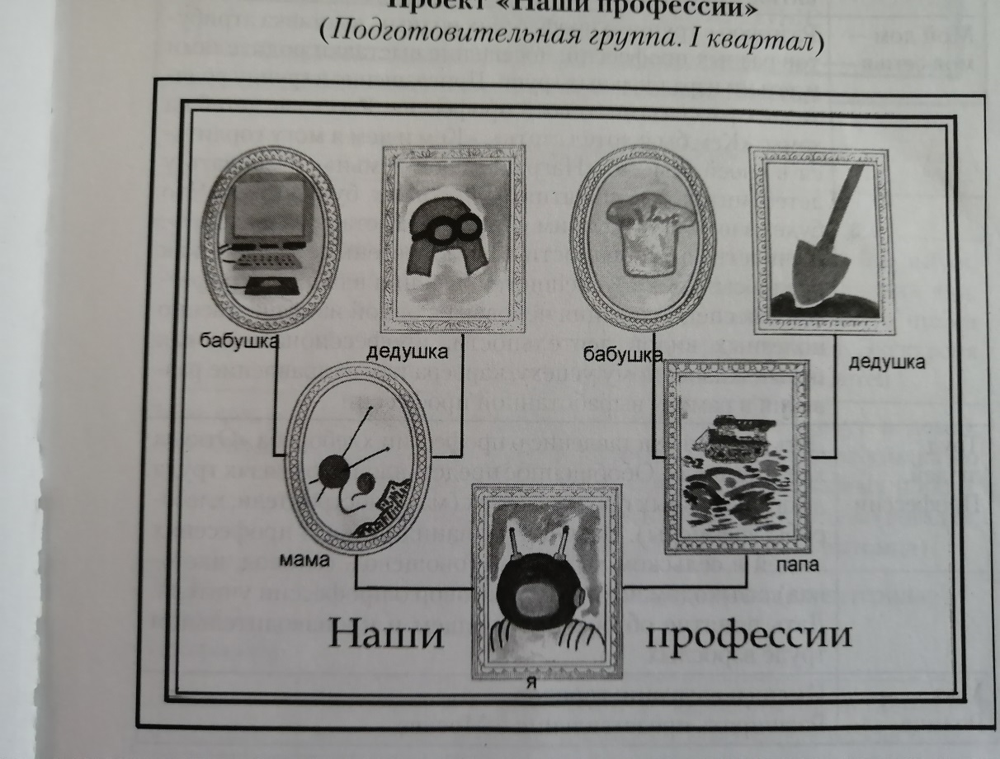 Проект «Наши профессии»
(Подготовительная группа. I квартал)
бабушка
дедушка
бабушка
дедушка
мама
папа
Наши профессии
я